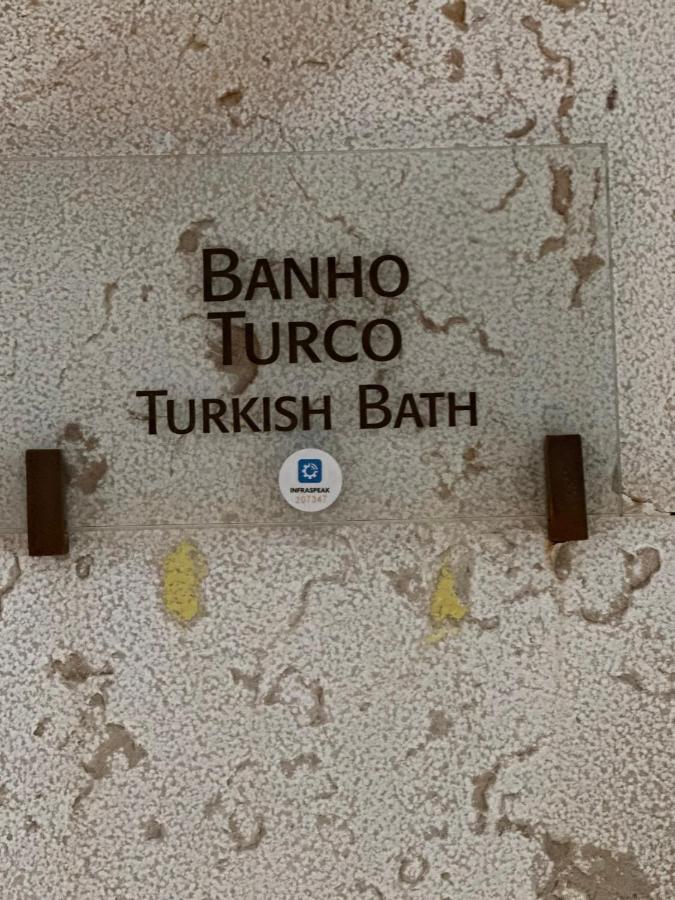 BANHO
TURCO
TURKISH BATH
INFRASPEAK
207347